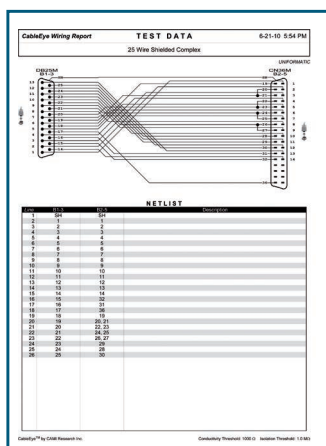 CableEye Wiring Report TEST DATA 6-21-10 5:54 PM
25 Wire Shielded Complex
UNIFORMATIC
DB25M CN36M
B1-3 B2-5
NETLIST
Line B1-3 B2-5 Description
1 SH SH
2 1 1
3 2 2
4 3 3
5 4 4
6 5 5
7 6 6
8 7 7
9 8 8
10 9 9
11 10 10
12 11 11
13 12 12
14 13 13
15 14 14
16 15 32
17 16 31
18 17 36
19 18 19
20 19 20, 21
21 20 22, 23
22 21 24, 25
23 22 26, 27
24 23 29
25 24 28
26 25 30
CableEye™ by CAMI Research Inc. Conductivity Threshold: 1000 Ω Isolation Threshold: 1.0 MΩ